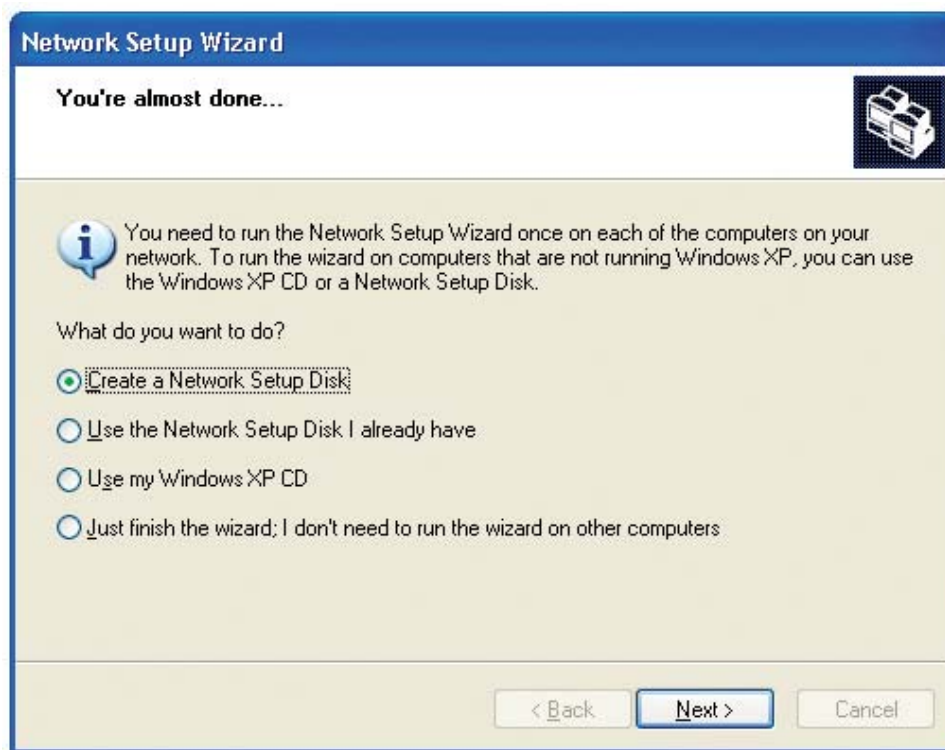 Network Setup Wizard
You're almost done...
You need to run the Network Setup Wizard once on each of the computers on your
network. To run the wizard on computers that are not running Windows XP, you can use
the Windows XP CD or a Network Setup Disk.
What do you want to do?
Create a Network Setup Disk
Use the Network Setup Disk I already have
Use my Windows XP CD
Just finish the wizard; I don't need to run the wizard on other computers
< Back
Next >
Cancel